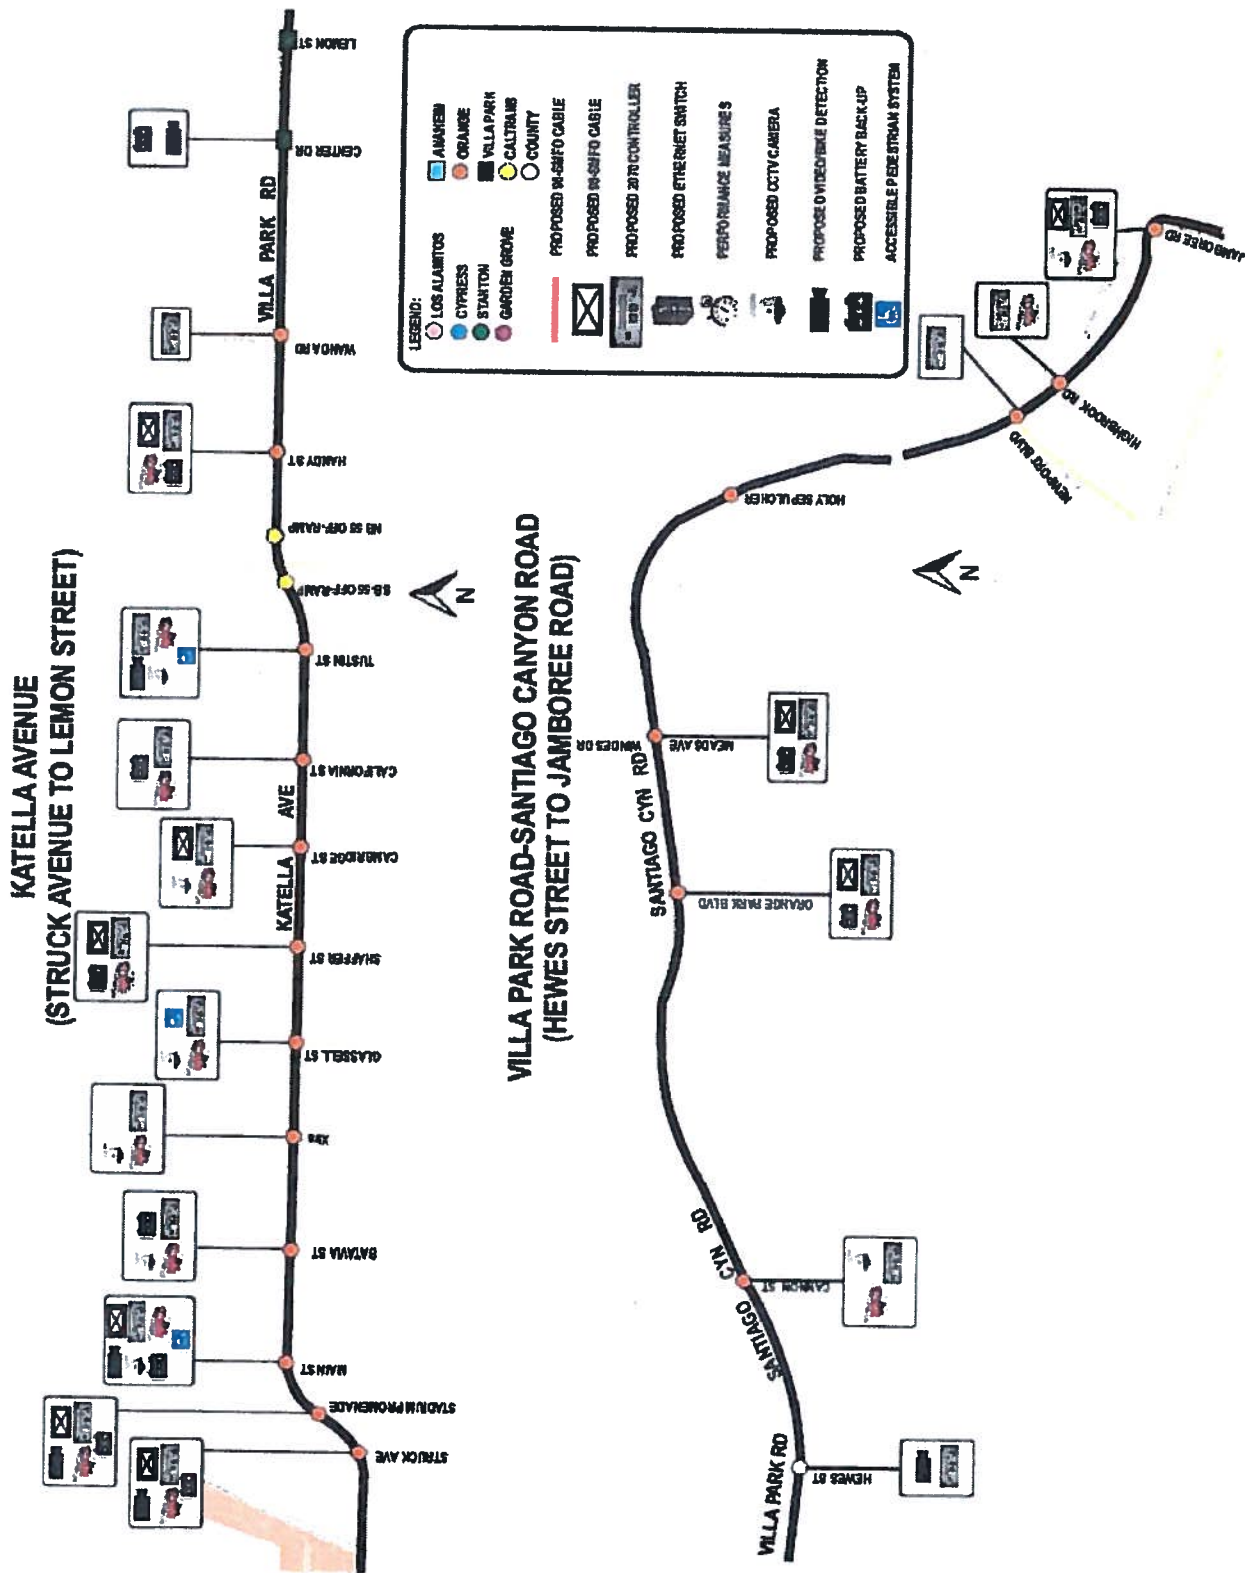 KATELLA AVENUE
(STRUCK AVENUE TO LEMON STREET)
STRUCK AVE
STADIUM PROMENADE
MAIN ST
BATAVIA ST
GLASSELL ST
SHAFFER ST
CAMBRIDGE ST
CALIFORNIA ST
TUSTIN ST
SB-55 OFF-RAMP
NB 55 OFF-RAMP
HANDY ST
WANDA RD
CENTER DR
LEMON ST
KATELLA AVE
VILLA PARK RD
N
LEGEND:
LOS ALAMITOS
CYPRESS
STANTON
GARDEN GROVE
ANAHEIM
ORANGE
VILLA PARK
CALTRANS
COUNTY
PROPOSED 96-SMFO CABLE
PROPOSED 2070 CONTROLLER
PROPOSED ETHERNET SWITCH
PERFORMANCE MEASURES
PROPOSED CCTV CAMERA
PROPOSED VIDEO/BIKE DETECTION
PROPOSED BATTERY BACK-UP
ACCESSIBLE PEDESTRIAN SYSTEM
VILLA PARK ROAD-SANTIAGO CANYON ROAD
(HEWES STREET TO JAMBOREE ROAD)
VILLA PARK RD
SANTIAGO CYN RD
SANTIAGO CYN RD
HEWES ST
CANNON ST
ORANGE PARK BLVD
WINDES DR
MEADS AVE
HOLY SEPULCHER
NEWPORT BLVD
HIGHBROOK RD
JAMBOREE RD
N